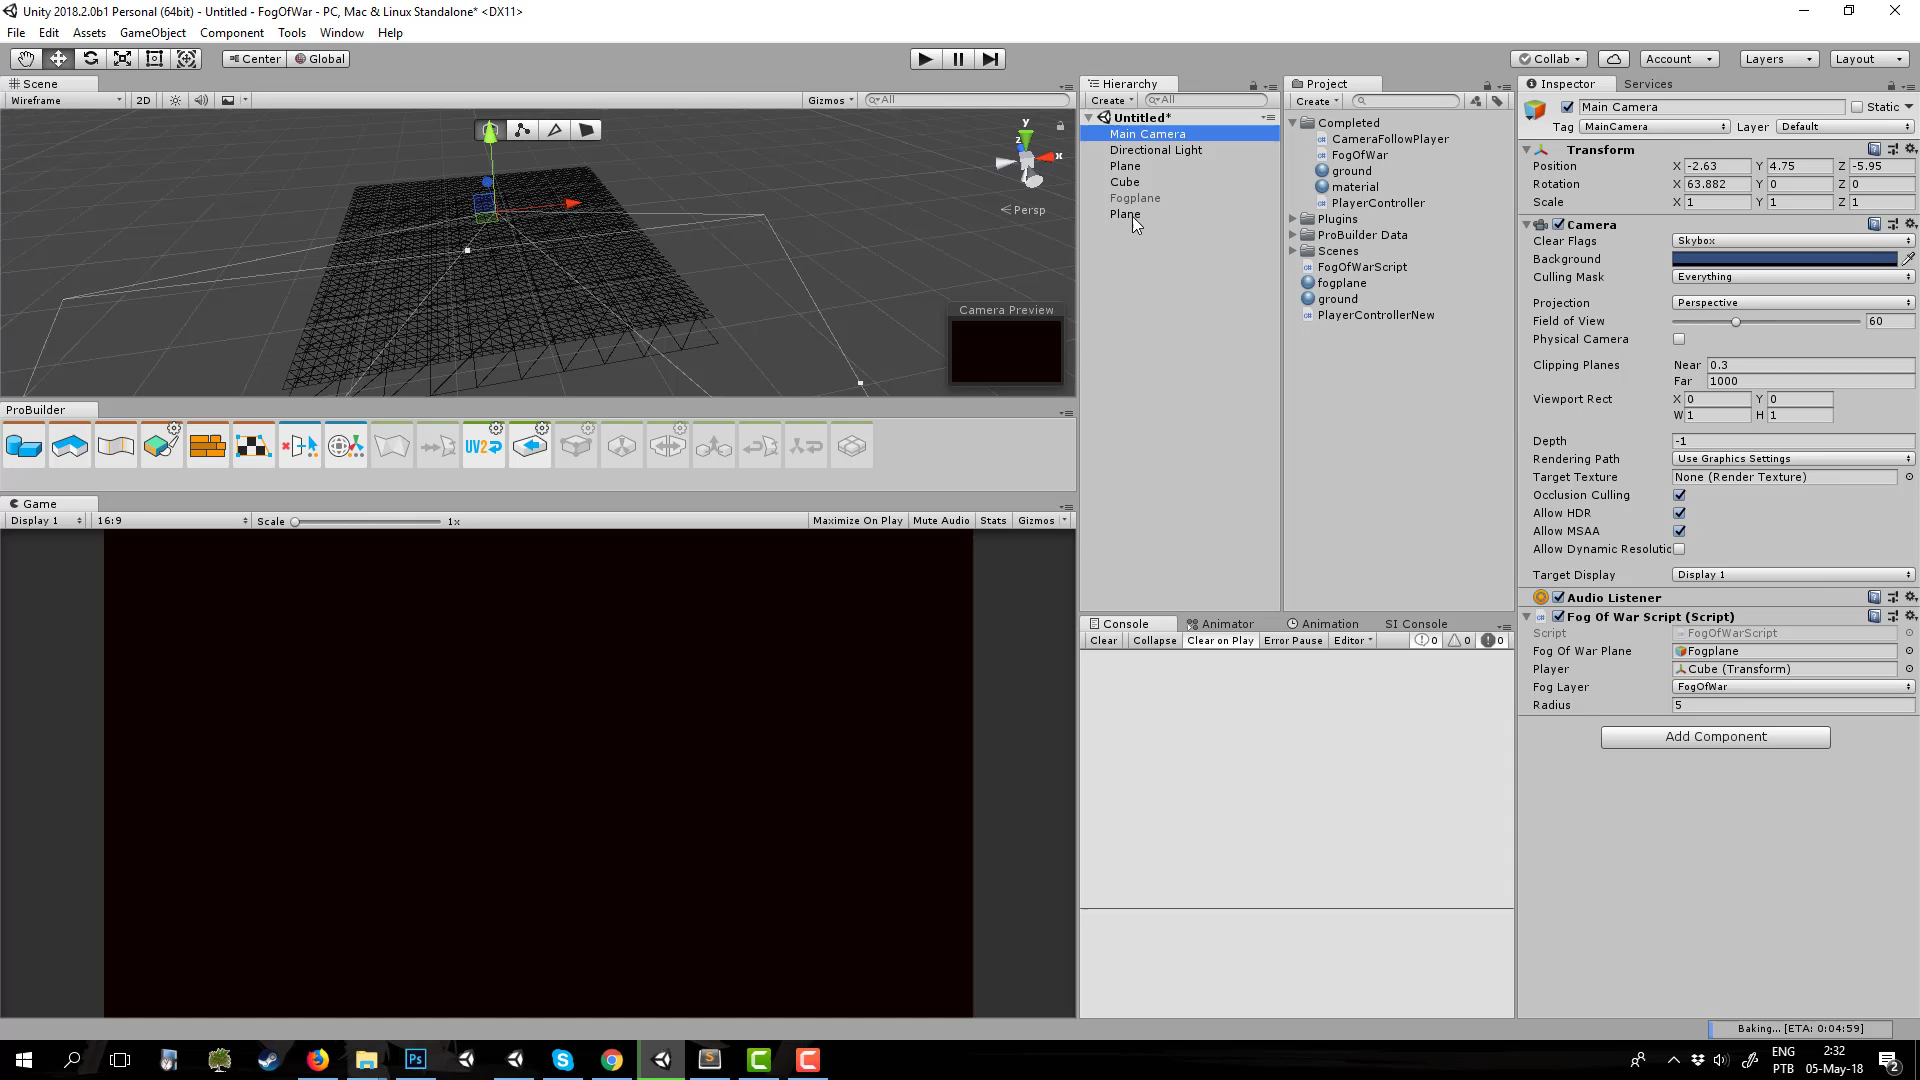 Unity 2018.2.0b1 Personal (64bit) - Untitled - FogOfWar - PC, Mac & Linux Standalone* <DX11>
File Edit Assets GameObject Component Tools Window Help
Center Global
Collab Account Layers Layout
Scene
Wireframe 2D Gizmos All
y
x
z
Persp
Camera Preview
ProBuilder
UV2
Game
Display 1 16:9 Scale 1x Maximize On Play Mute Audio Stats Gizmos
Hierarchy
Create All
Untitled*
Main Camera
Directional Light
Plane
Cube
Fogplane
Plane
Project
Create
Completed
CameraFollowPlayer
FogOfWar
ground
material
PlayerController
Plugins
ProBuilder Data
Scenes
FogOfWarScript
fogplane
ground
PlayerControllerNew
Console Animator Animation SI Console
Clear Collapse Clear on Play Error Pause Editor 0 0 0
Inspector Services
Main Camera Static
Tag MainCamera Layer Default
Transform
Position X -2.63 Y 4.75 Z -5.95
Rotation X 63.882 Y 0 Z 0
Scale X 1 Y 1 Z 1
Camera
Clear Flags Skybox
Background
Culling Mask Everything
Projection Perspective
Field of View 60
Physical Camera
Clipping Planes Near 0.3
Far 1000
Viewport Rect X 0 Y 0
W 1 H 1
Depth -1
Rendering Path Use Graphics Settings
Target Texture None (Render Texture)
Occlusion Culling
Allow HDR
Allow MSAA
Allow Dynamic Resolutic
Target Display Display 1
Audio Listener
Fog Of War Script (Script)
Script FogOfWarScript
Fog Of War Plane Fogplane
Player Cube (Transform)
Fog Layer FogOfWar
Radius 5
Add Component
Baking... [ETA: 0:04:59]
Ps
S
C
C
ENG
PTB
2:32
05-May-18
2